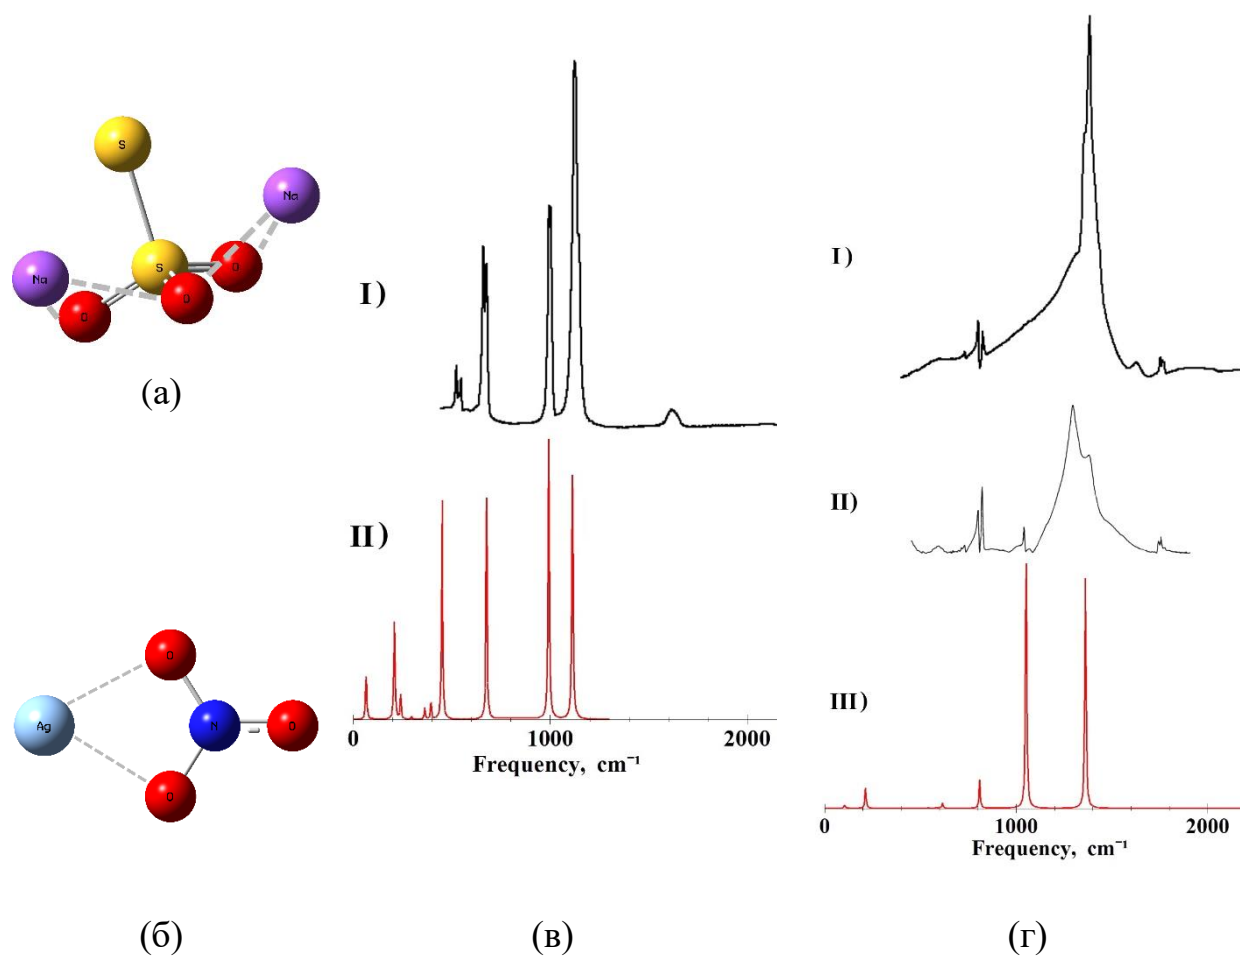 S
Na
Na
S
O
O
O
(а)
Ag
O
N
O
O
(б)
I)
II)
0
1000
2000
Frequency, cm⁻¹
(в)
I)
II)
III)
0
1000
2000
Frequency, cm⁻¹
(г)